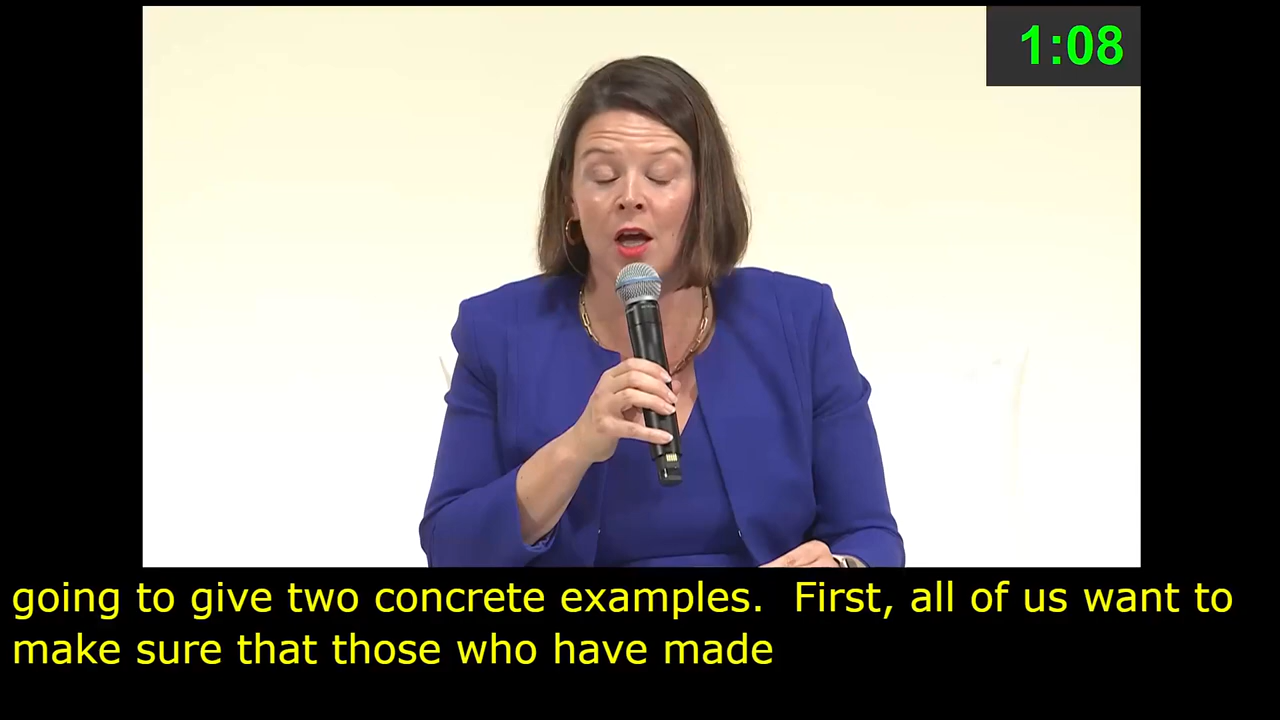 1:08
going to give two concrete examples.  First, all of us want to
make sure that those who have made